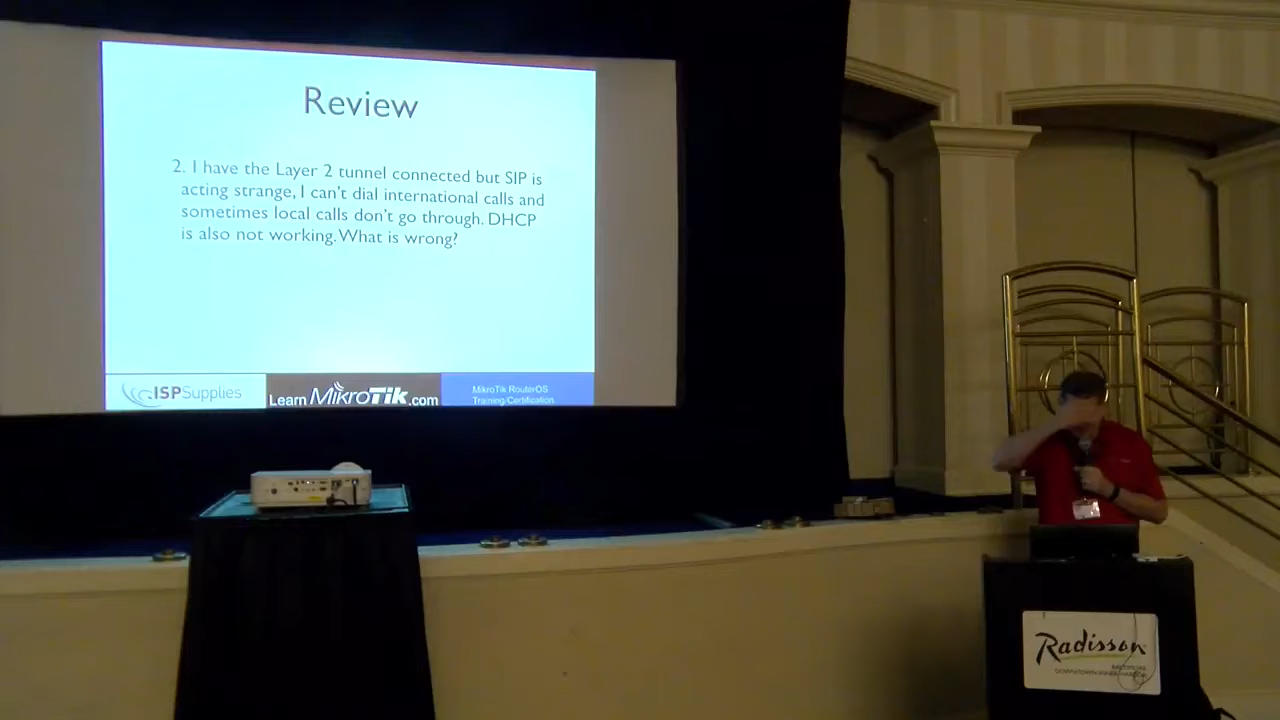 Review
2. I have the Layer 2 tunnel connected but SIP is
acting strange, I can't dial international calls and
sometimes local calls don't go through. DHCP
is also not working. What is wrong?
ISPSupplies
Learn MikroTik.com
MikroTik RouterOS
Training/Certification
Radisson